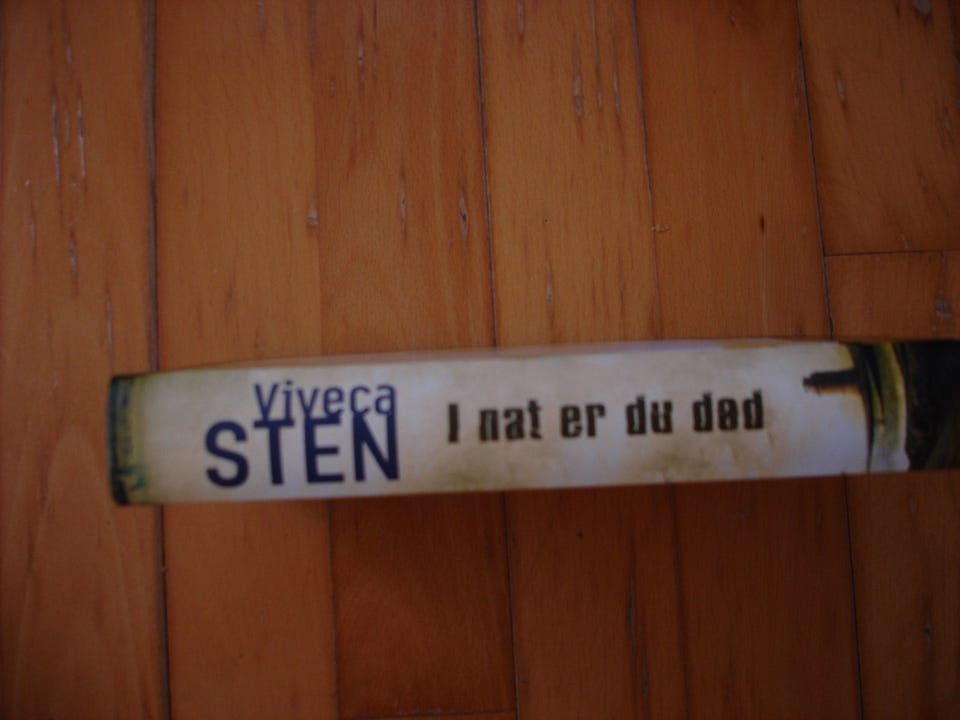 Viveca
STEN
I nat er du død